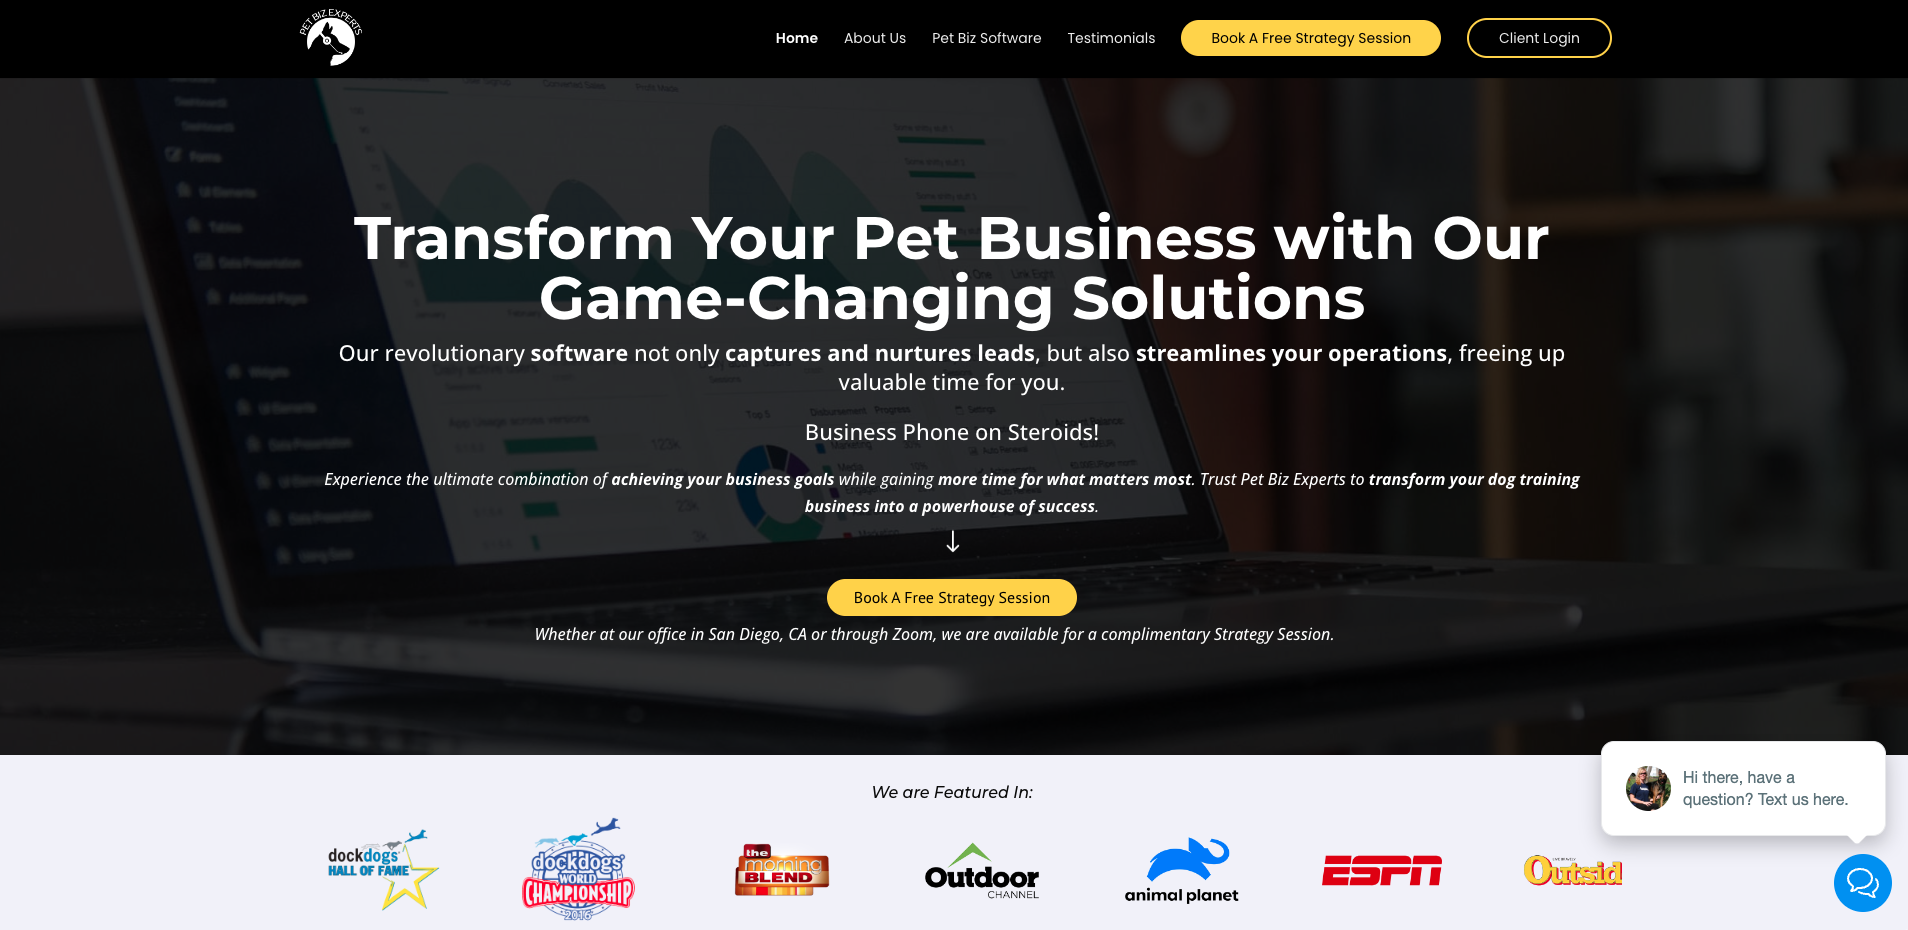 PET BIZ EXPERTS
Home
About Us
Pet Biz Software
Testimonials
Book A Free Strategy Session
Client Login
Transform Your Pet Business with Our
Game-Changing Solutions
Our revolutionary software not only captures and nurtures leads, but also streamlines your operations, freeing up
valuable time for you.
Business Phone on Steroids!
Experience the ultimate combination of achieving your business goals while gaining more time for what matters most. Trust Pet Biz Experts to transform your dog training
business into a powerhouse of success.
Book A Free Strategy Session
Whether at our office in San Diego, CA or through Zoom, we are available for a complimentary Strategy Session.
We are Featured In:
dockdogs
HALL OF FAME
dockdogs
WORLD
CHAMPIONSHIP
2016
the
morning
BLEND
Outdoor
CHANNEL
animal planet
ESPN
Outsid
Hi there, have a
question? Text us here.